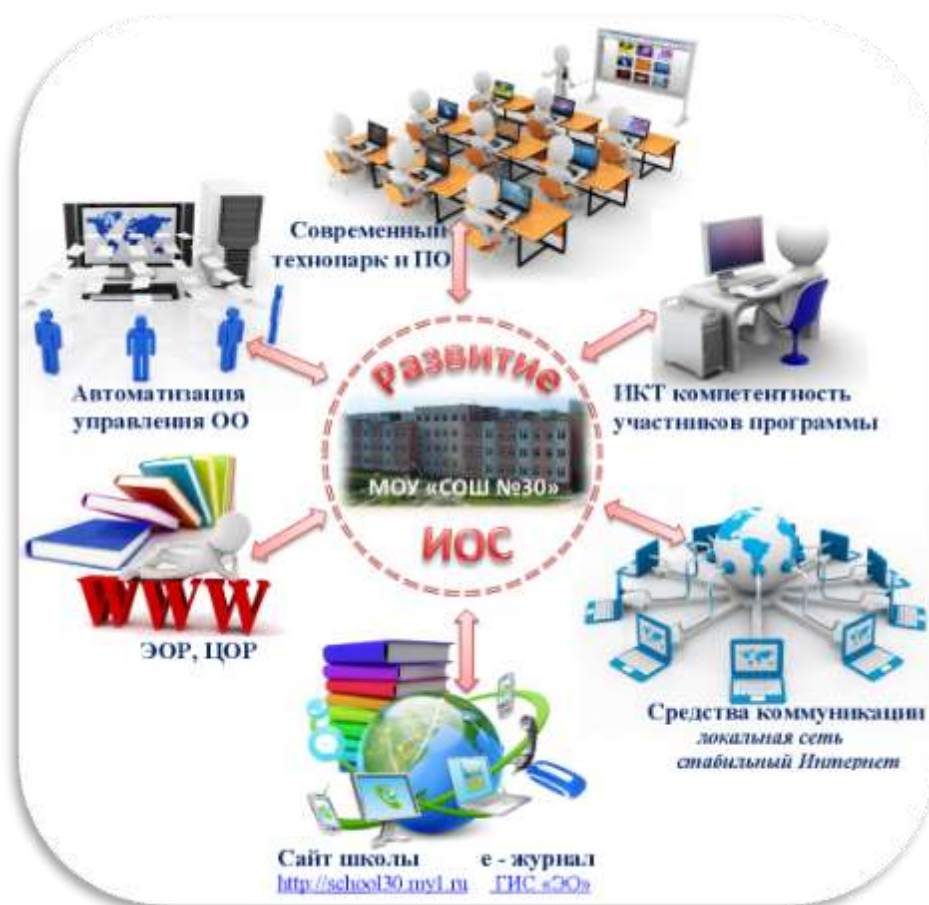 Современный
технопарк и ПО
Автоматизация
управления ОО
Развитие
МОУ «СОШ №30»
ИОС
ИКТ компетентность
участников программы
WWW
ЭОР, ЦОР
Средства коммуникации
локальная сеть
стабильный Интернет
Сайт школы е - журнал
http://school30.my1.ru ГИС «ЭО»